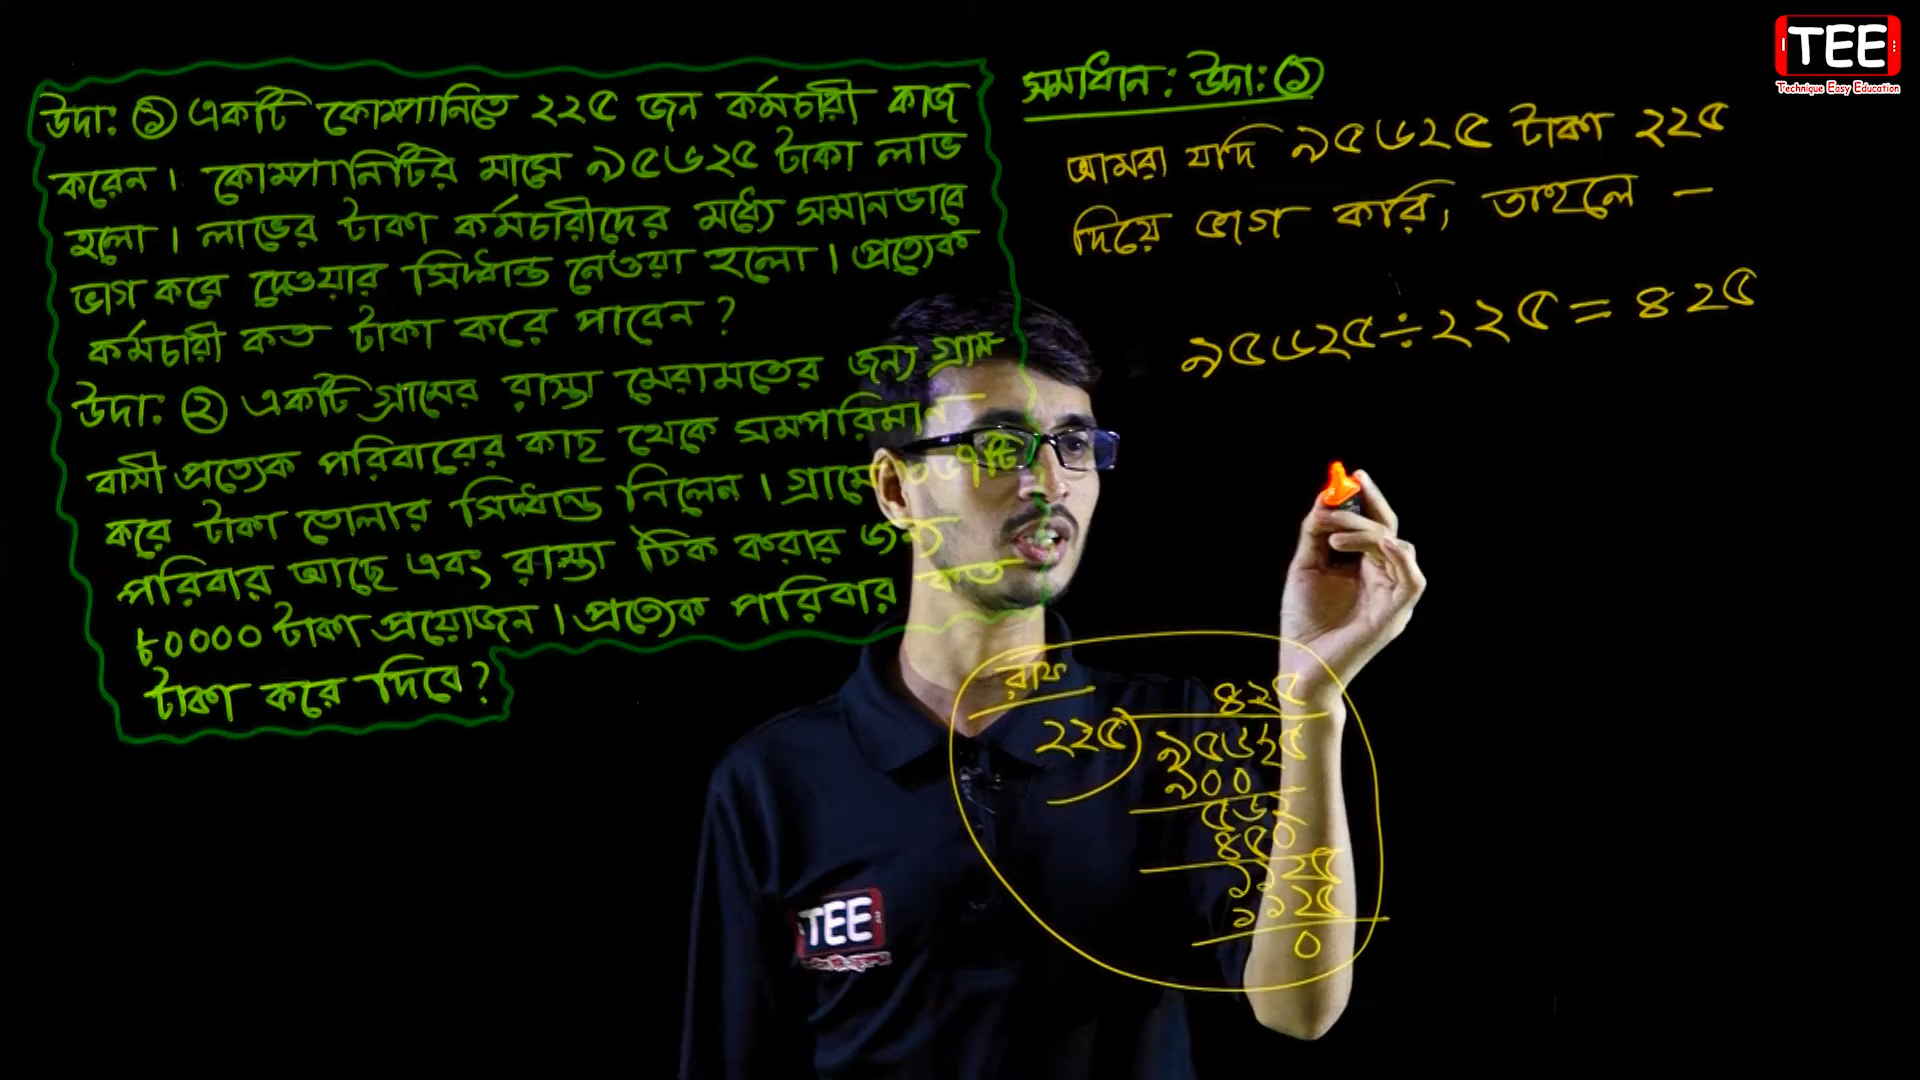 উদা: ① একটি কোম্পানিতে ২২৫ জন কর্মচারী কাজ
করেন। কোম্পানিটির মাসে ৯৫৬২৫ টাকা লাভ
হলো। লাভের টাকা কর্মচারীদের মধ্যে সমানভাবে
ভাগ করে দেওয়ার সিদ্ধান্ত নেওয়া হলো। প্রত্যেক
কর্মচারী কত টাকা করে পাবেন?
উদা: ② একটি গ্রামের রাস্তা মেরামতের জন্য গ্রাম
বাসী প্রত্যেক পরিবারের কাছ থেকে সমপরিমান
করে টাকা তোলার সিদ্ধান্ত নিলেন। গ্রামে
পরিবার আছে এবং রাস্তা ঠিক করার জন্য
৮০০০০ টাকা প্রয়োজন। প্রত্যেক পরিবার কত
টাকা করে দিবে?
সমাধান: উদা: ①
আমরা যদি ৯৫৬২৫ টাকা ২২৫
দিয়ে ভাগ করি, তাহলে –
৯৫৬২৫ ÷ ২২৫ = ৪২৫
রাফ
৪২৫
২২৫) ৯৫৬২৫
৯০০
৫৬২
৪৫০
১১২৫
১১২৫
০
TEE
Technique Easy Education
TEE